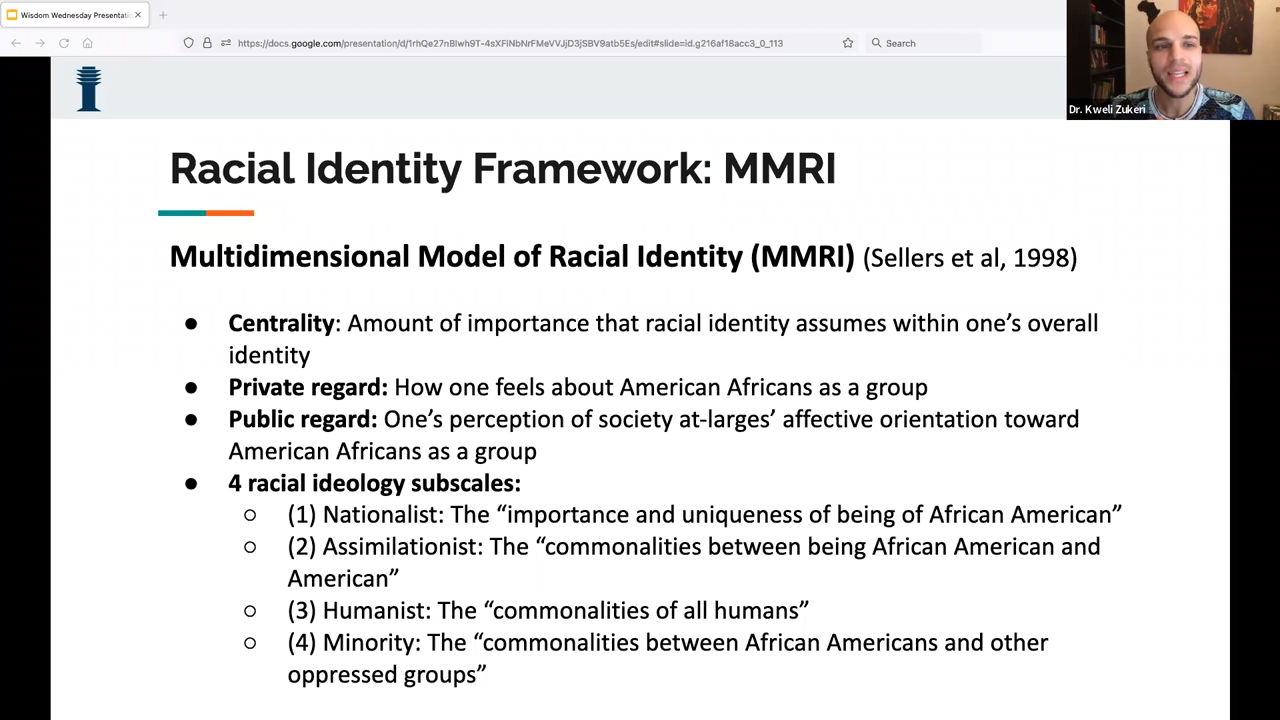 Wisdom Wednesday Presentati
https://docs.google.com/presentation/d/1rhQe27nBlwh9T-4sXFiNbNrFMeVVJjD3jSBV9atb5Es/edit#slide=id.g216af18acc3_0_113
Search
Dr. Kweli Zukeri
Racial Identity Framework: MMRI
Multidimensional Model of Racial Identity (MMRI) (Sellers et al, 1998)
● Centrality: Amount of importance that racial identity assumes within one’s overall
identity
● Private regard: How one feels about American Africans as a group
● Public regard: One’s perception of society at-larges’ affective orientation toward
American Africans as a group
● 4 racial ideology subscales:
○ (1) Nationalist: The “importance and uniqueness of being of African American”
○ (2) Assimilationist: The “commonalities between being African American and
American”
○ (3) Humanist: The “commonalities of all humans”
○ (4) Minority: The “commonalities between African Americans and other
oppressed groups”